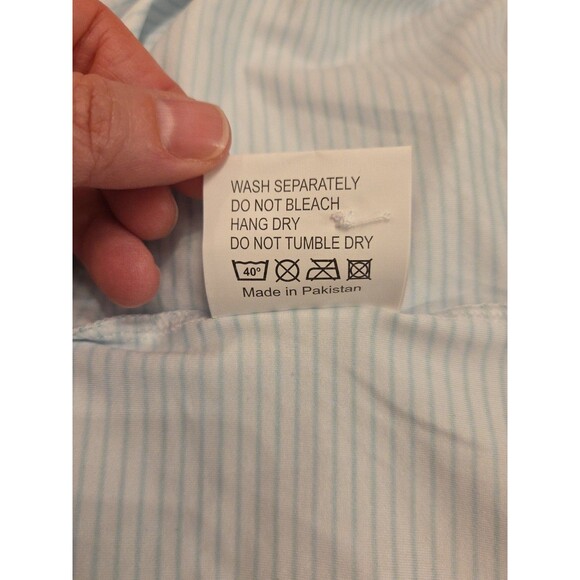 WASH SEPARATELY
DO NOT BLEACH
HANG DRY
DO NOT TUMBLE DRY
40°
Made in Pakistan